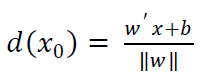 d(x₀) = (w′x+b)/‖w‖